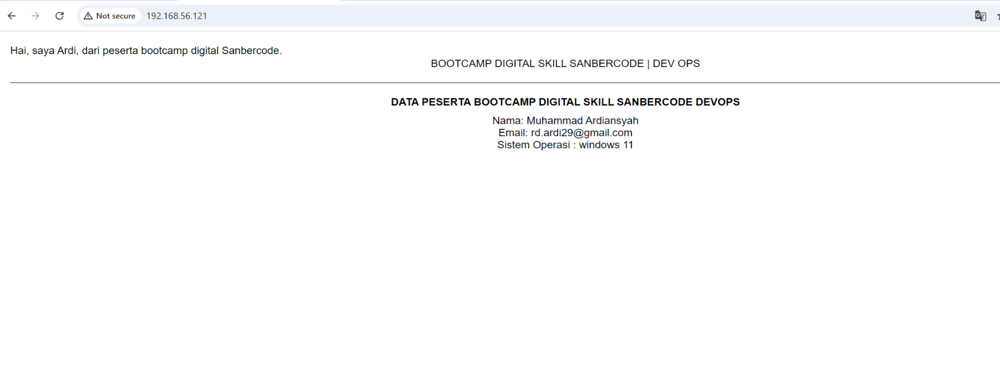 Not secure 192.168.56.121
Hai, saya Ardi, dari peserta bootcamp digital Sanbercode.
BOOTCAMP DIGITAL SKILL SANBERCODE | DEV OPS
DATA PESERTA BOOTCAMP DIGITAL SKILL SANBERCODE DEVOPS
Nama: Muhammad Ardiansyah
Email: rd.ardi29@gmail.com
Sistem Operasi : windows 11